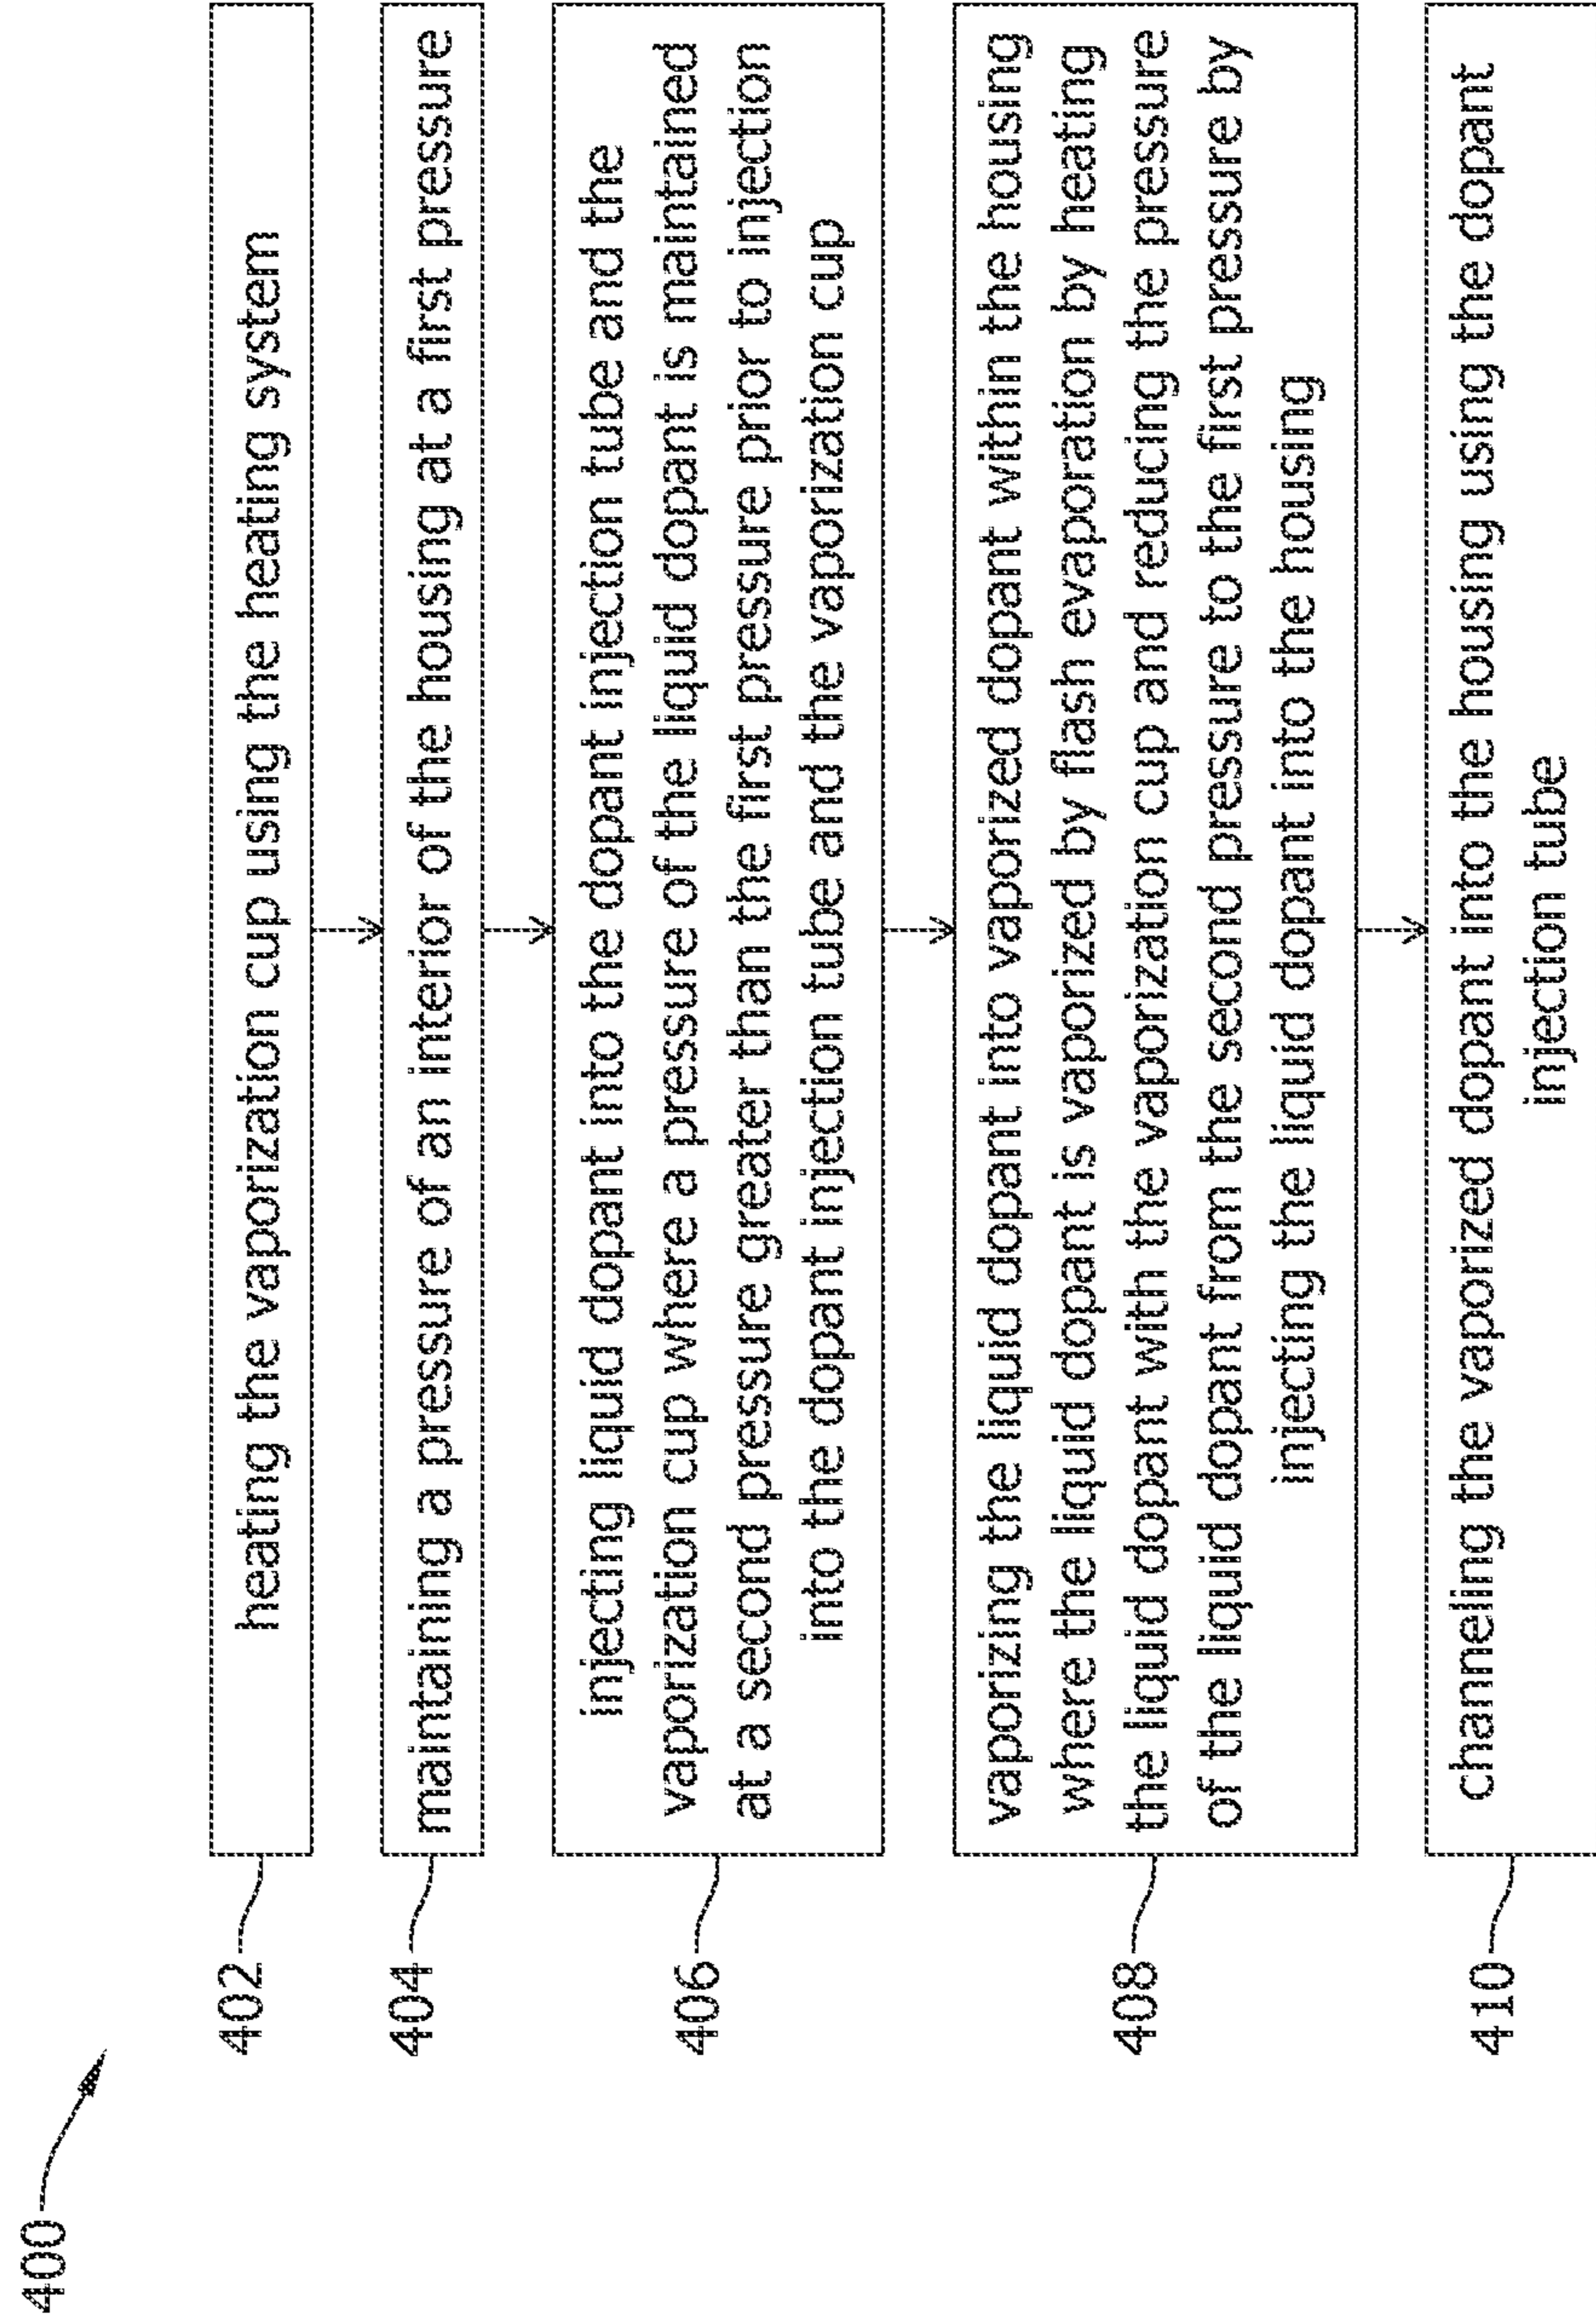 400
402
heating the vaporization cup using the heating system
404
maintaining a pressure of an interior of the housing at a first pressure
406
injecting liquid dopant into the dopant injection tube and the
vaporization cup where a pressure of the liquid dopant is maintained
at a second pressure greater than the first pressure prior to injection
into the dopant injection tube and the vaporization cup
408
vaporizing the liquid dopant into vaporized dopant within the housing
where the liquid dopant is vaporized by flash evaporation by heating
the liquid dopant with the vaporization cup and reducing the pressure
of the liquid dopant from the second pressure to the first pressure by
injecting the liquid dopant into the housing
410
channeling the vaporized dopant into the housing using the dopant
injection tube